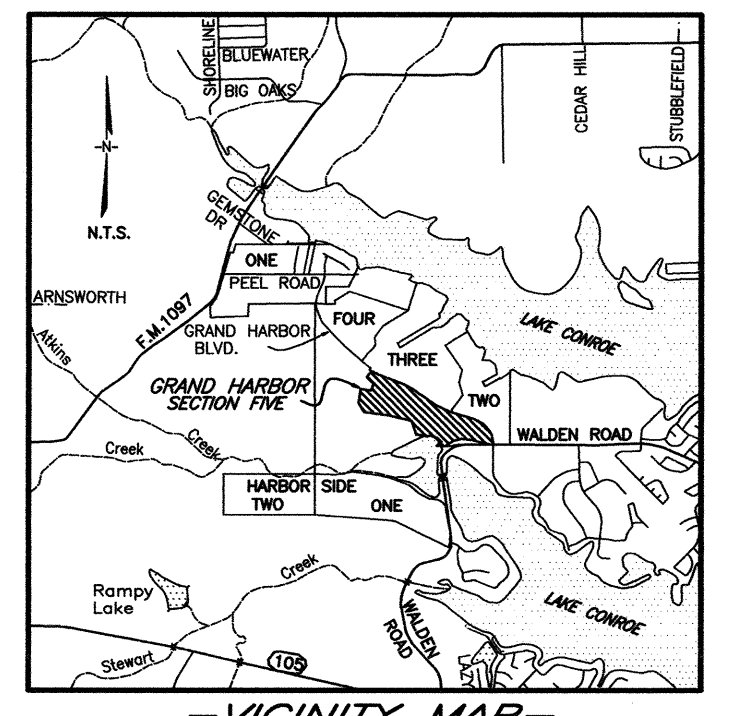 SHORELINE
BLUEWATER
BIG OAKS
CEDAR HILL
STUBBLEFIELD
-N-
N.T.S.
GEMSTONE
DR
ONE
PEEL ROAD
ARNSWORTH
F.M.1097
GRAND HARBOR
BLVD.
FOUR
LAKE CONROE
Atkins
Creek
THREE
GRAND HARBOR
SECTION FIVE
TWO
WALDEN ROAD
Creek
HARBOR SIDE
TWO
ONE
Creek
Rampy
Lake
WALDEN
ROAD
LAKE CONROE
Stewart
105
-VICINITY MAP-